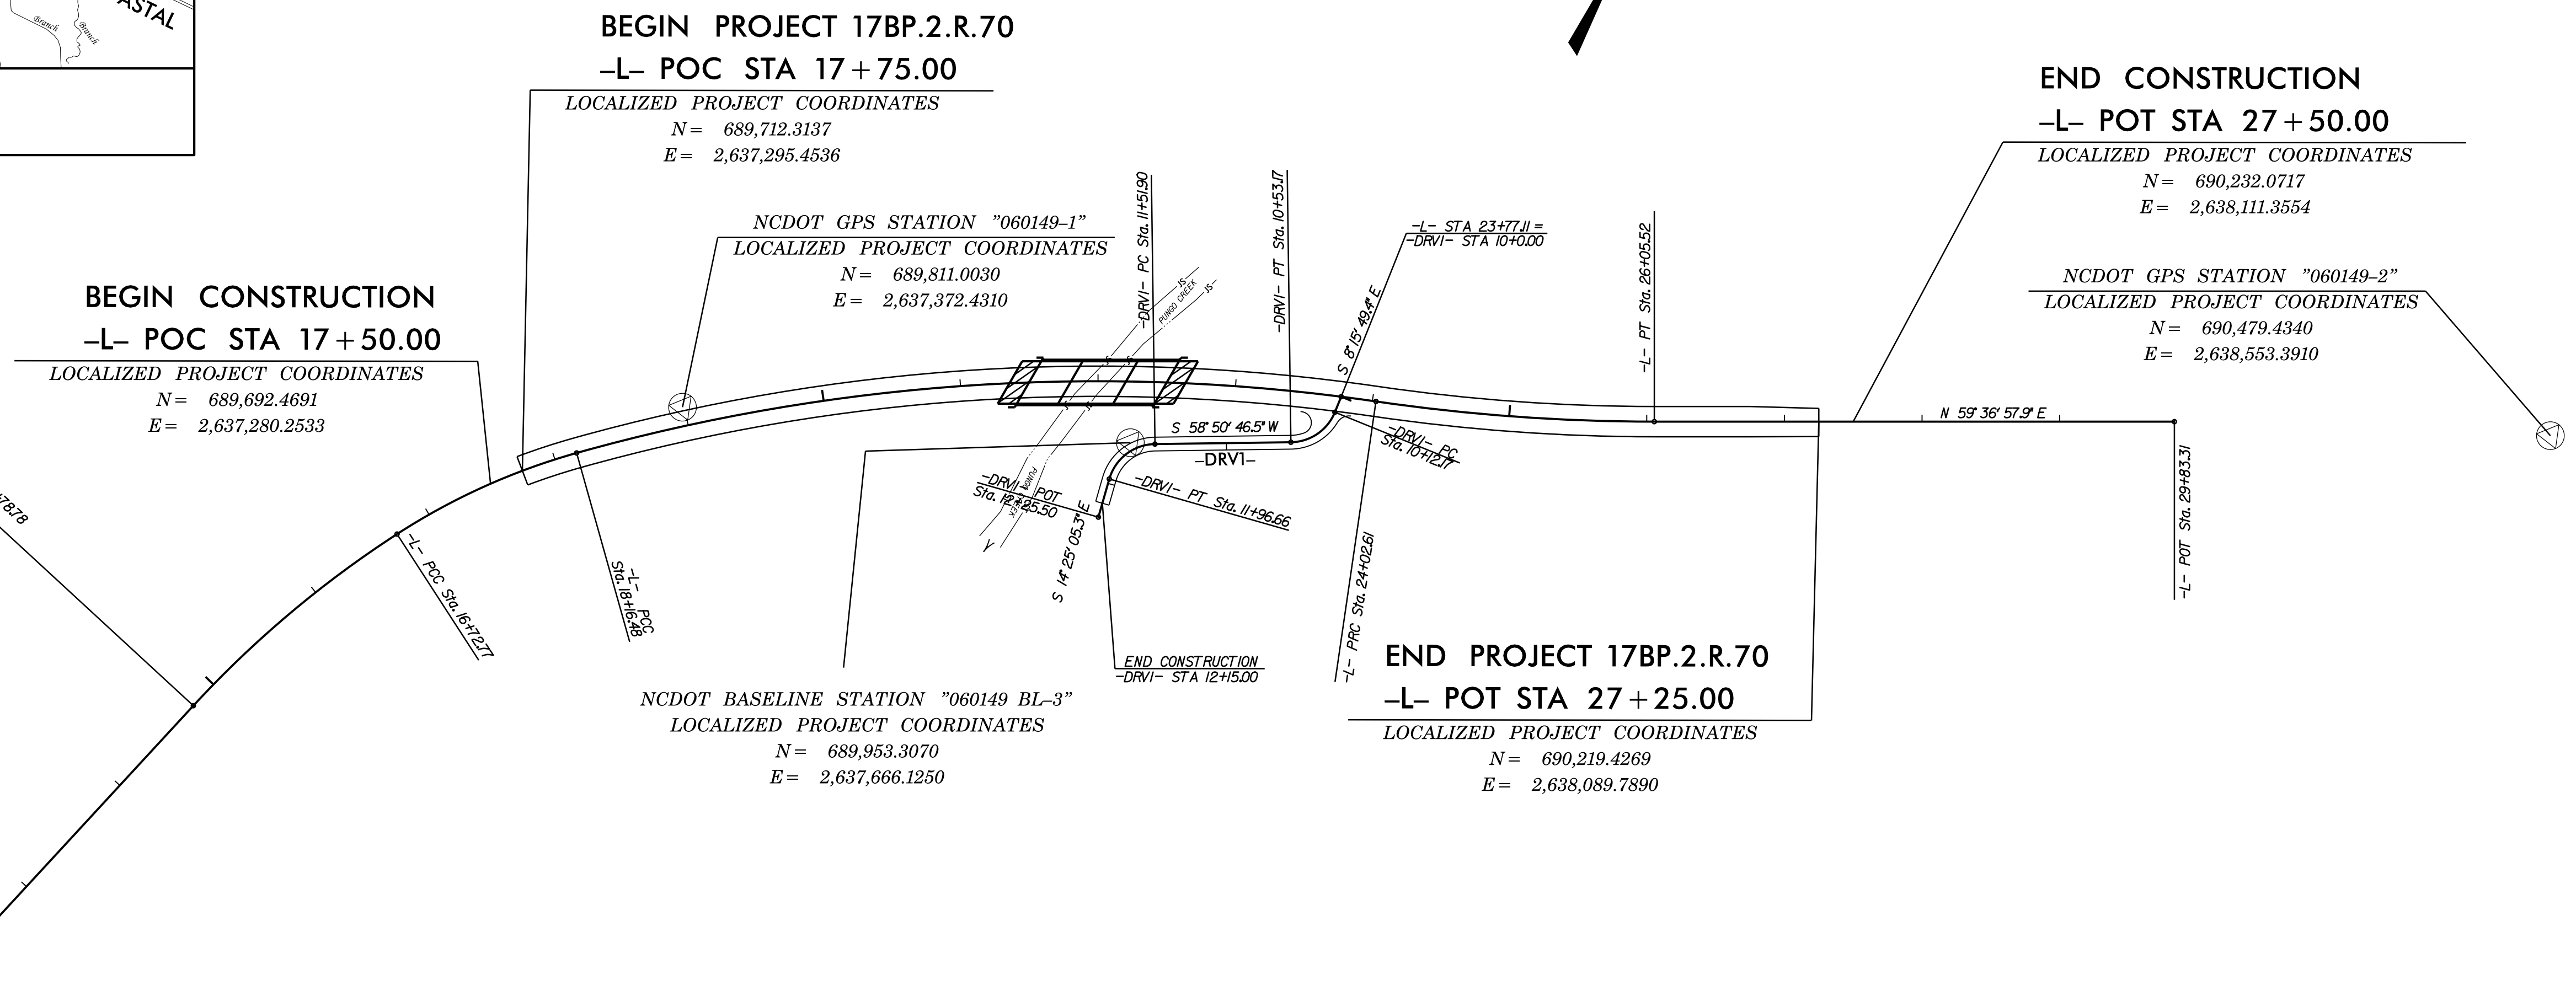 ASTAL
Branch
Branch
BEGIN PROJECT 17BP.2.R.70
-L- POC STA 17+75.00
LOCALIZED PROJECT COORDINATES
N= 689,712.3137
E= 2,637,295.4536
END CONSTRUCTION
-L- POT STA 27+50.00
LOCALIZED PROJECT COORDINATES
N= 690,232.0717
E= 2,638,111.3554
NCDOT GPS STATION "060149-1"
LOCALIZED PROJECT COORDINATES
N= 689,811.0030
E= 2,637,372.4310
-DRV1- PC Sta. 11+51.90
-DRV1- PT Sta. 10+53.17
-L- STA 23+77.11 =
-DRV1- STA 10+0.00
S 8° 15' 49.4" E
-L- PT Sta. 26+05.52
NCDOT GPS STATION "060149-2"
LOCALIZED PROJECT COORDINATES
N= 690,479.4340
E= 2,638,553.3910
BEGIN CONSTRUCTION
-L- POC STA 17+50.00
LOCALIZED PROJECT COORDINATES
N= 689,692.4691
E= 2,637,280.2533
JS
PUNGO CREEK
JS
N 59° 36' 57.9" E
S 58° 50' 46.5" W
-DRV1-
-DRV1- PC
Sta. 10+12.17
-DRV1- POT
Sta. 12+25.50
PUNGO CREEK
-DRV1- PT Sta. 11+96.66
S 14° 25' 05.3" E
+78.78
-L- PCC Sta. 16+72.77
-L- PCC
Sta. 18+16.48
-L- PRC Sta. 24+02.61
-L- POT Sta. 29+83.31
END CONSTRUCTION
-DRV1- STA 12+15.00
END PROJECT 17BP.2.R.70
-L- POT STA 27+25.00
LOCALIZED PROJECT COORDINATES
N= 690,219.4269
E= 2,638,089.7890
NCDOT BASELINE STATION "060149 BL-3"
LOCALIZED PROJECT COORDINATES
N= 689,953.3070
E= 2,637,666.1250